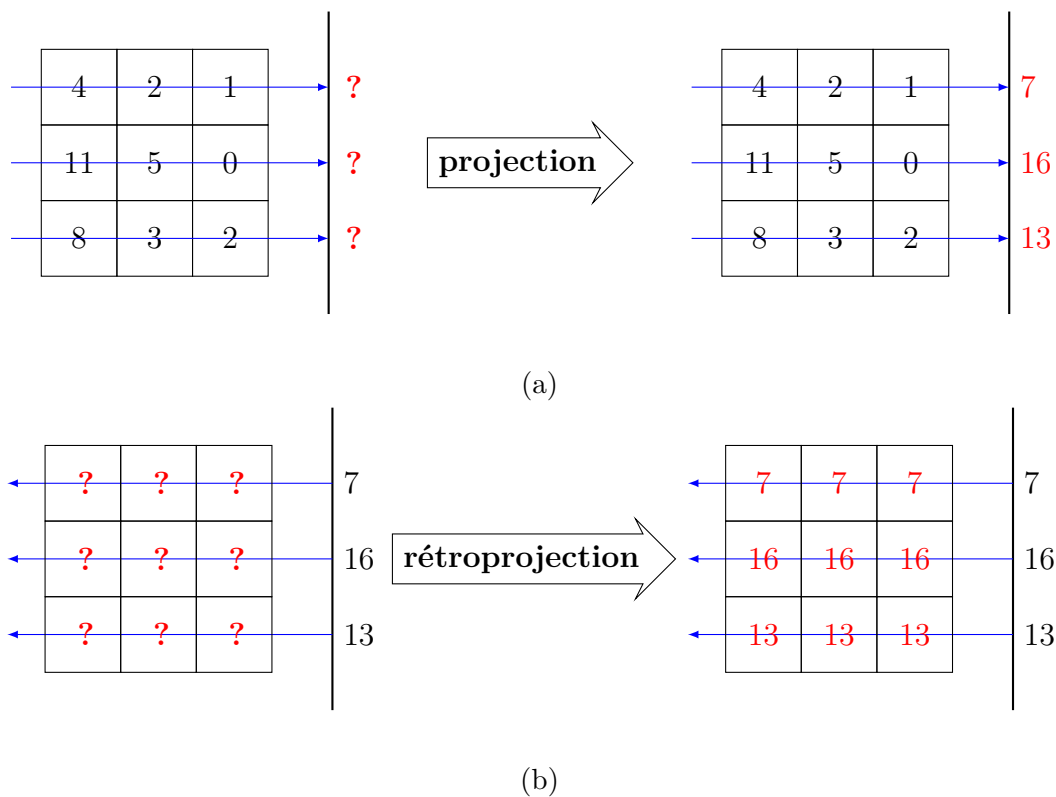 4 2 1 ? 4 2 1 7
11 5 0 ? projection 11 5 0 16
8 3 2 ? 8 3 2 13
(a)
? ? ? 7 7 7 7 7
? ? ? 16 rétroprojection 16 16 16 16
? ? ? 13 13 13 13 13
(b)